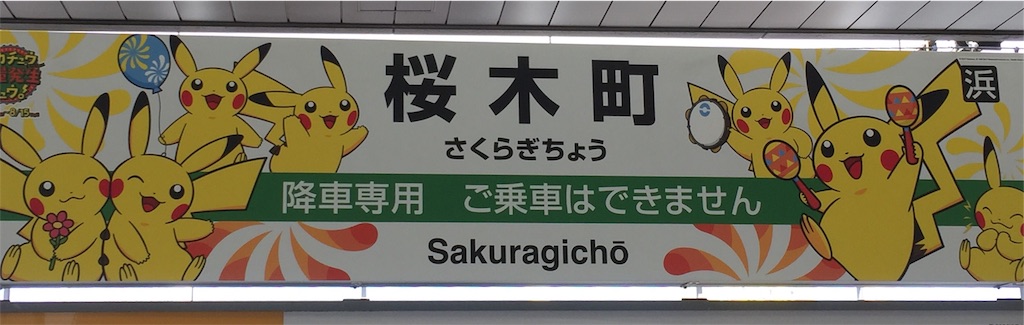 桜木町
浜
さくらぎちょう
降車専用 ご乗車はできません
Sakuragichō